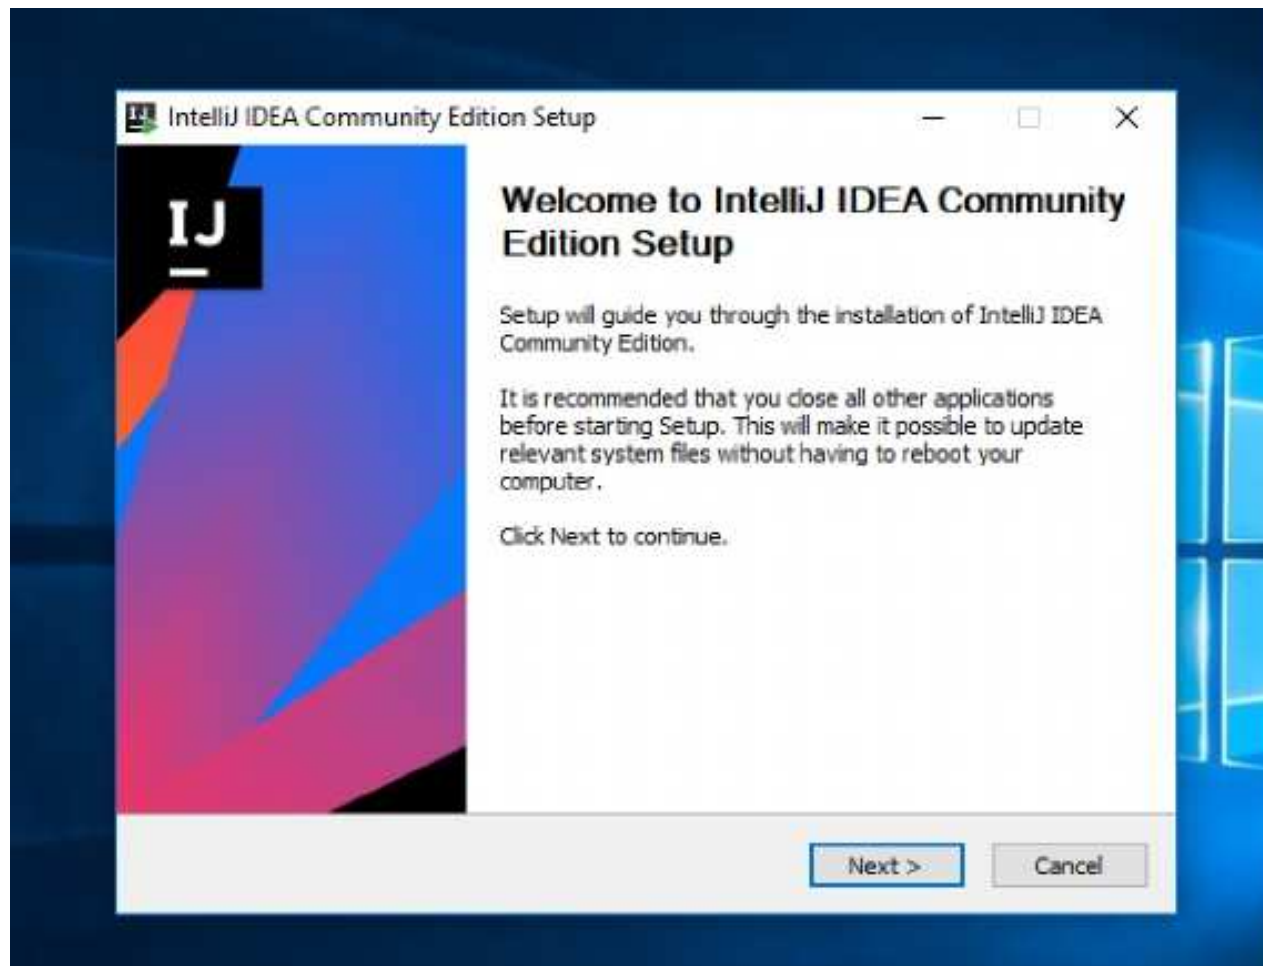 IntelliJ IDEA Community Edition Setup
IJ
Welcome to IntelliJ IDEA Community
Edition Setup
Setup will guide you through the installation of IntelliJ IDEA
Community Edition.
It is recommended that you close all other applications
before starting Setup. This will make it possible to update
relevant system files without having to reboot your
computer.
Click Next to continue.
Next >
Cancel